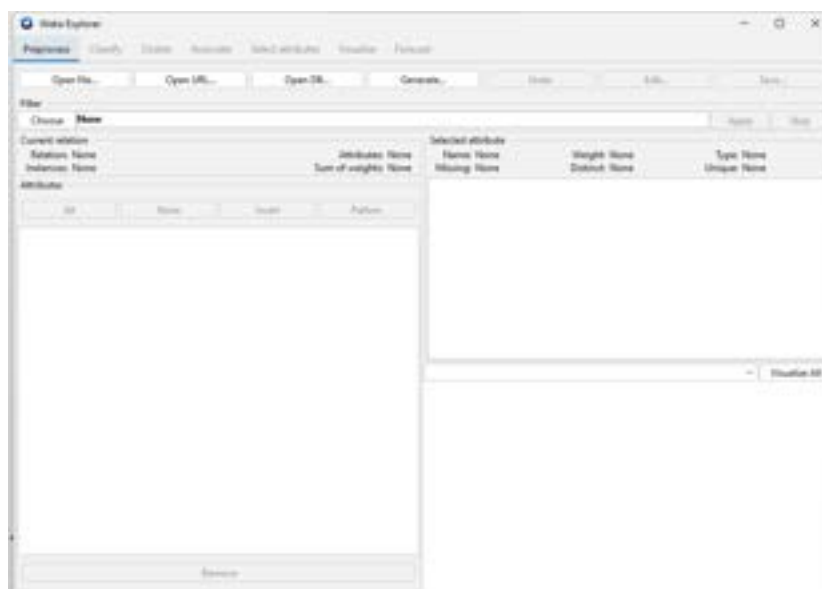 Weka Explorer
Preprocess Classify Cluster Associate Select attributes Visualize Forecast
Open file... Open URL... Open DB... Generate... Undo Edit... Save...
Filter
Choose None Apply Stop
Current relation
Relation: None Attributes: None
Instances: None Sum of weights: None
Selected attribute
Name: None Weight: None Type: None
Missing: None Distinct: None Unique: None
Attributes
All None Invert Pattern
Visualize All
Remove